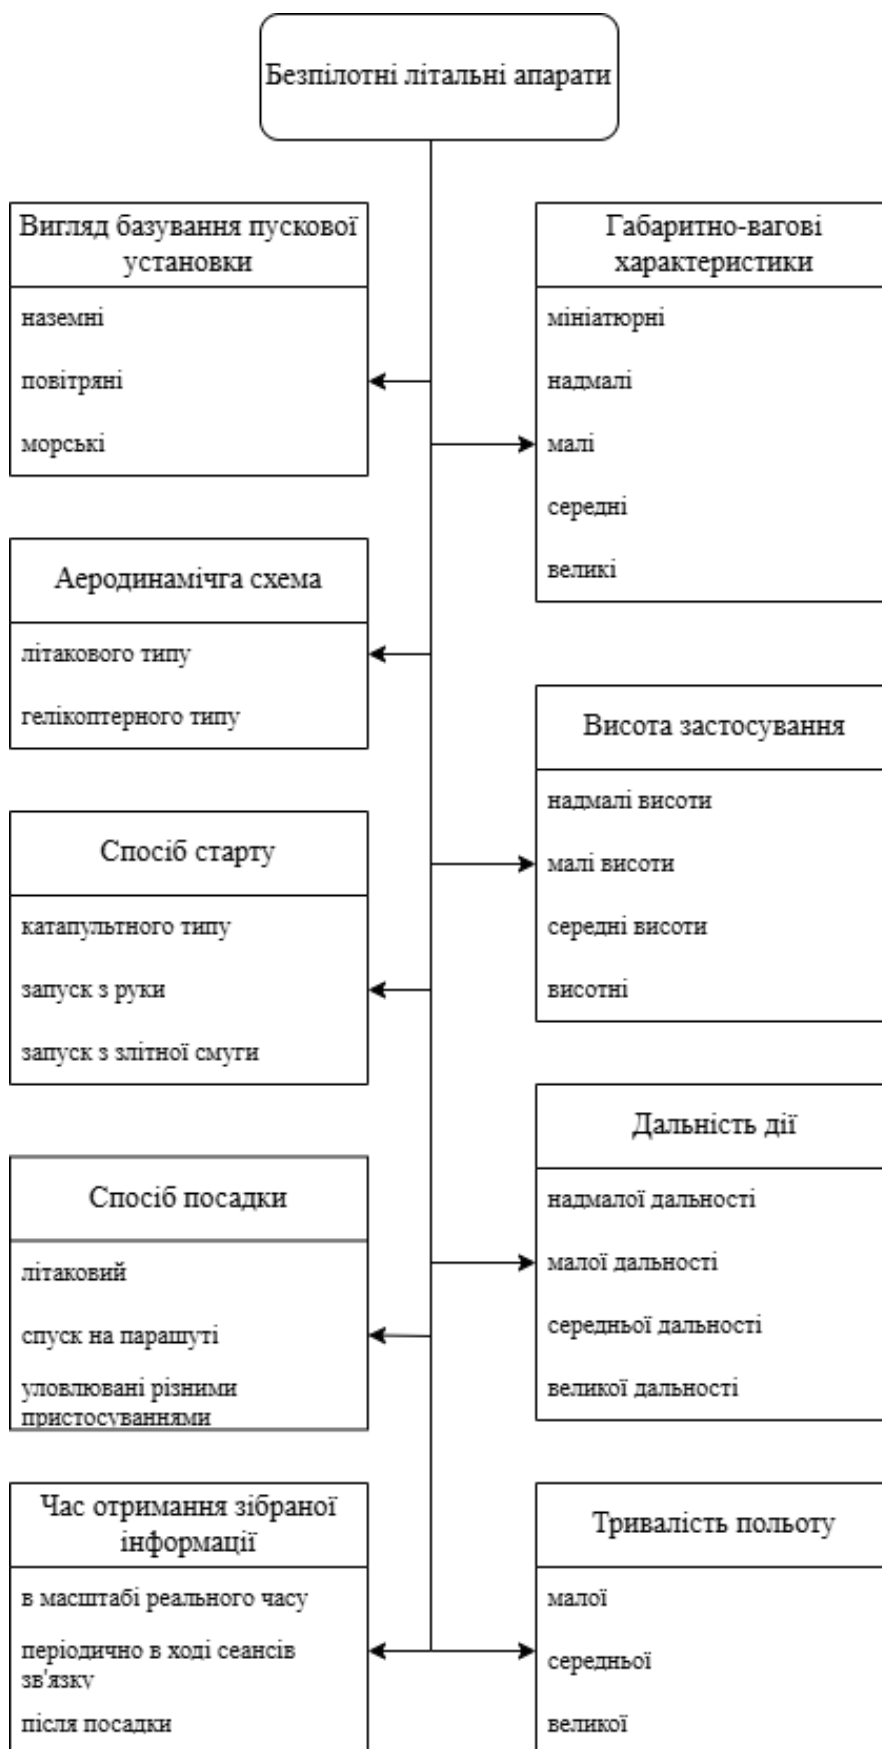 Безпілотні літальні апарати
Вигляд базування пускової
установки
наземні
повітряні
морські
Аеродинамічга схема
літакового типу
гелікоптерного типу
Спосіб старту
катапультного типу
запуск з руки
запуск з злітної смуги
Спосіб посадки
літаковий
спуск на парашуті
уловлювані різними
пристосуваннями
Час отримання зібраної
інформації
в масштабі реального часу
періодично в ході сеансів
зв'язку
після посадки
Габаритно-вагові
характеристики
мініатюрні
надмалі
малі
середні
великі
Висота застосування
надмалі висоти
малі висоти
середні висоти
висотні
Дальність дії
надмалої дальності
малої дальності
середньої дальності
великої дальності
Тривалість польоту
малої
середньої
великої